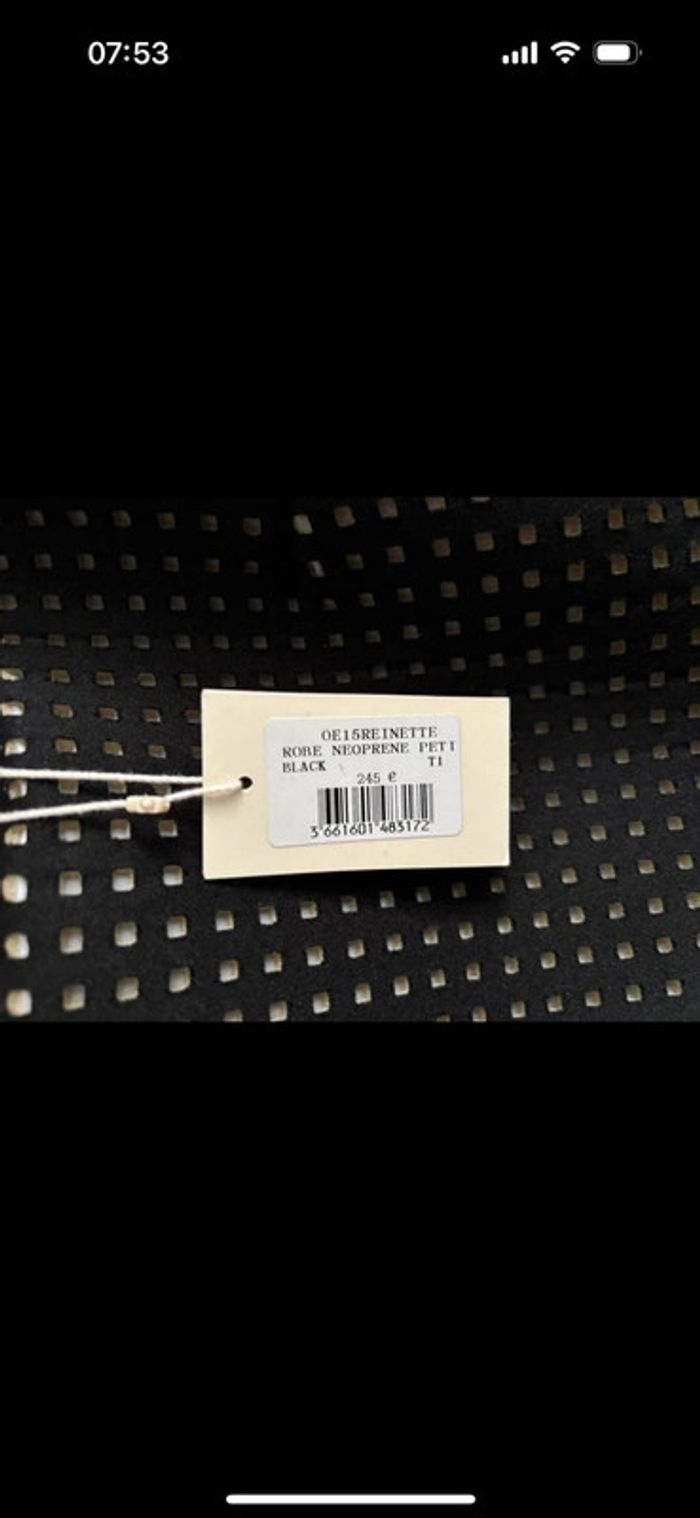 07:53
OE15REINETTE
ROBE NEOPRENE PETI
BLACK T1
245 €
3 661601 483172